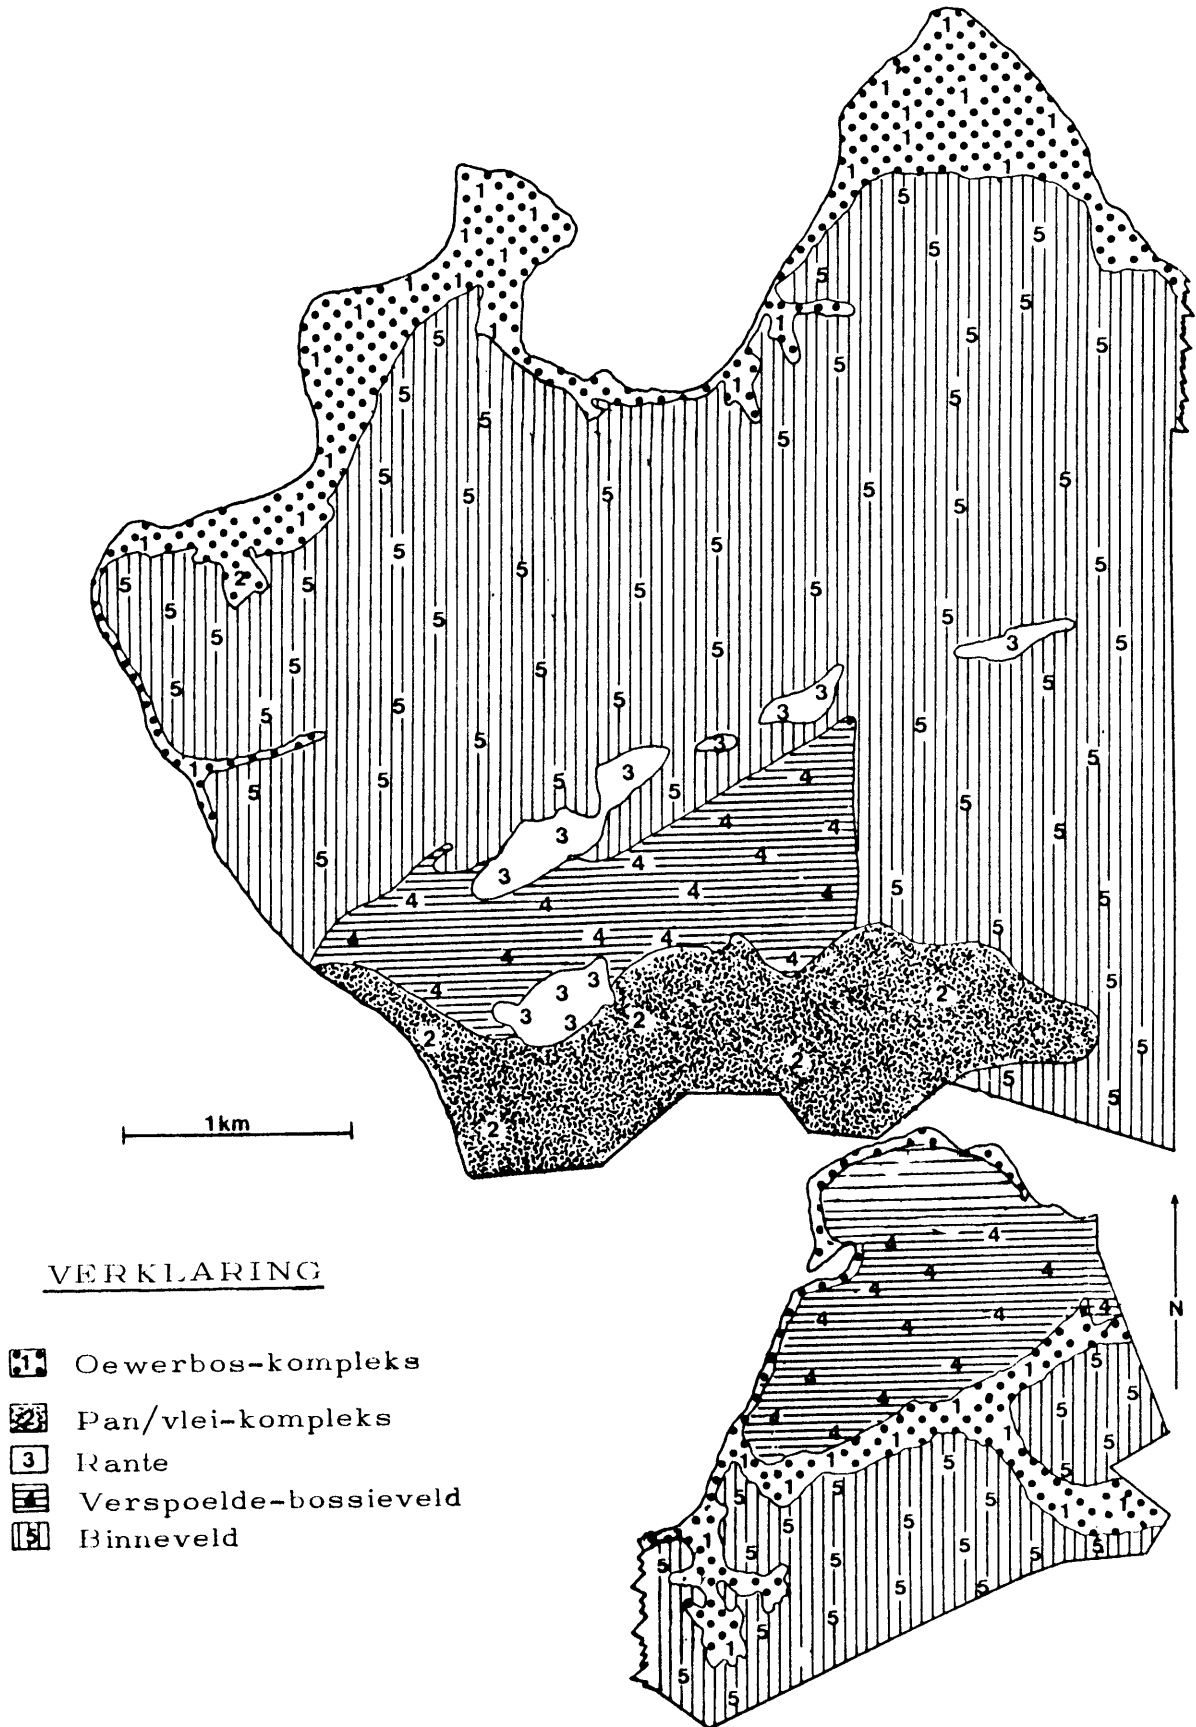 1km
N
VERKLARING
1 Oewerbos-kompleks
2 Pan/vlei-kompleks
3 Rante
4 Verspoelde-bossieveld
5 Binneveld